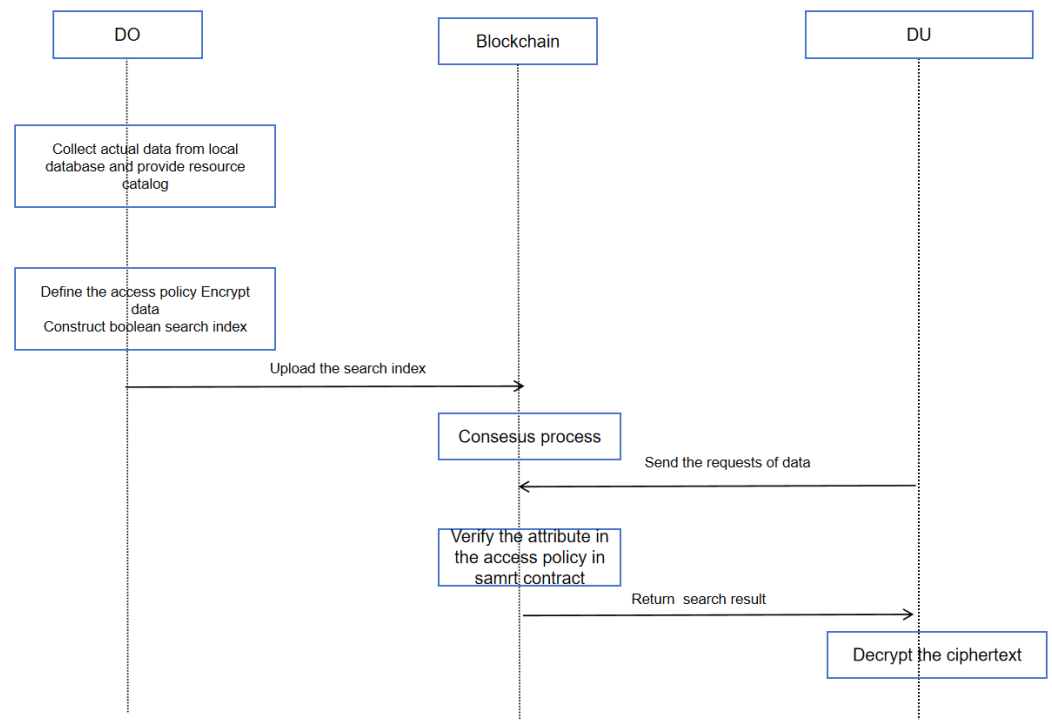 DO
Blockchain
DU
Collect actual data from local
database and provide resource
catalog
Define the access policy Encrypt
data
Construct boolean search index
Upload the search index
Consesus process
Send the requests of data
Verify the attribute in
the access policy in
samrt contract
Return search result
Decrypt the ciphertext